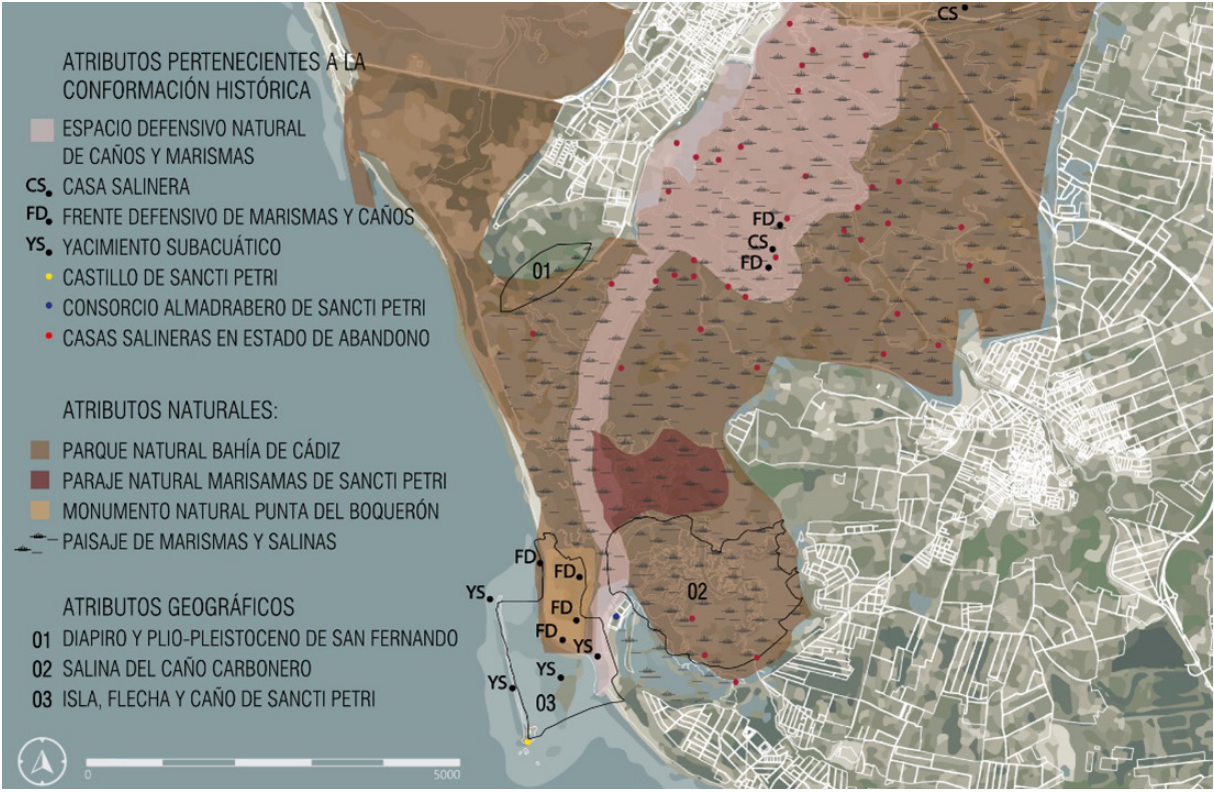 ATRIBUTOS PERTENECIENTES A LA
CONFORMACIÓN HISTÓRICA
ESPACIO DEFENSIVO NATURAL
DE CAÑOS Y MARISMAS
CS CASA SALINERA
FD FRENTE DEFENSIVO DE MARISMAS Y CAÑOS
YS YACIMIENTO SUBACUÁTICO
CASTILLO DE SANCTI PETRI
CONSORCIO ALMADRABERO DE SANCTI PETRI
CASAS SALINERAS EN ESTADO DE ABANDONO
ATRIBUTOS NATURALES:
PARQUE NATURAL BAHÍA DE CÁDIZ
PARAJE NATURAL MARISAMAS DE SANCTI PETRI
MONUMENTO NATURAL PUNTA DEL BOQUERÓN
PAISAJE DE MARISMAS Y SALINAS
ATRIBUTOS GEOGRÁFICOS
01 DIAPIRO Y PLIO-PLEISTOCENO DE SAN FERNANDO
02 SALINA DEL CAÑO CARBONERO
03 ISLA, FLECHA Y CAÑO DE SANCTI PETRI
0 5000
CS
FD
CS
FD
01
FD
FD
YS
02
FD
FD
YS
YS
YS
03